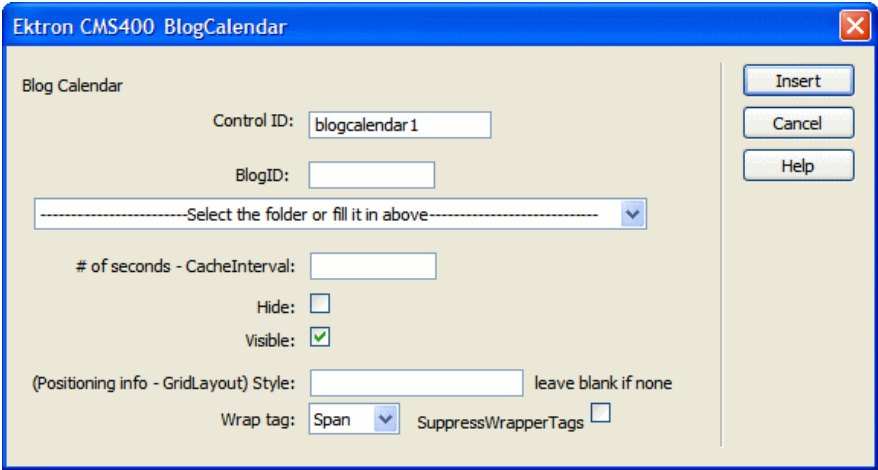 Ektron CMS400 BlogCalendar
Blog Calendar
Insert
Control ID: blogcalendar1
Cancel
BlogID:
Help
------------------------Select the folder or fill it in above----------------------------
# of seconds - CacheInterval:
Hide:
Visible:
(Positioning info - GridLayout) Style: leave blank if none
Wrap tag: Span SuppressWrapperTags